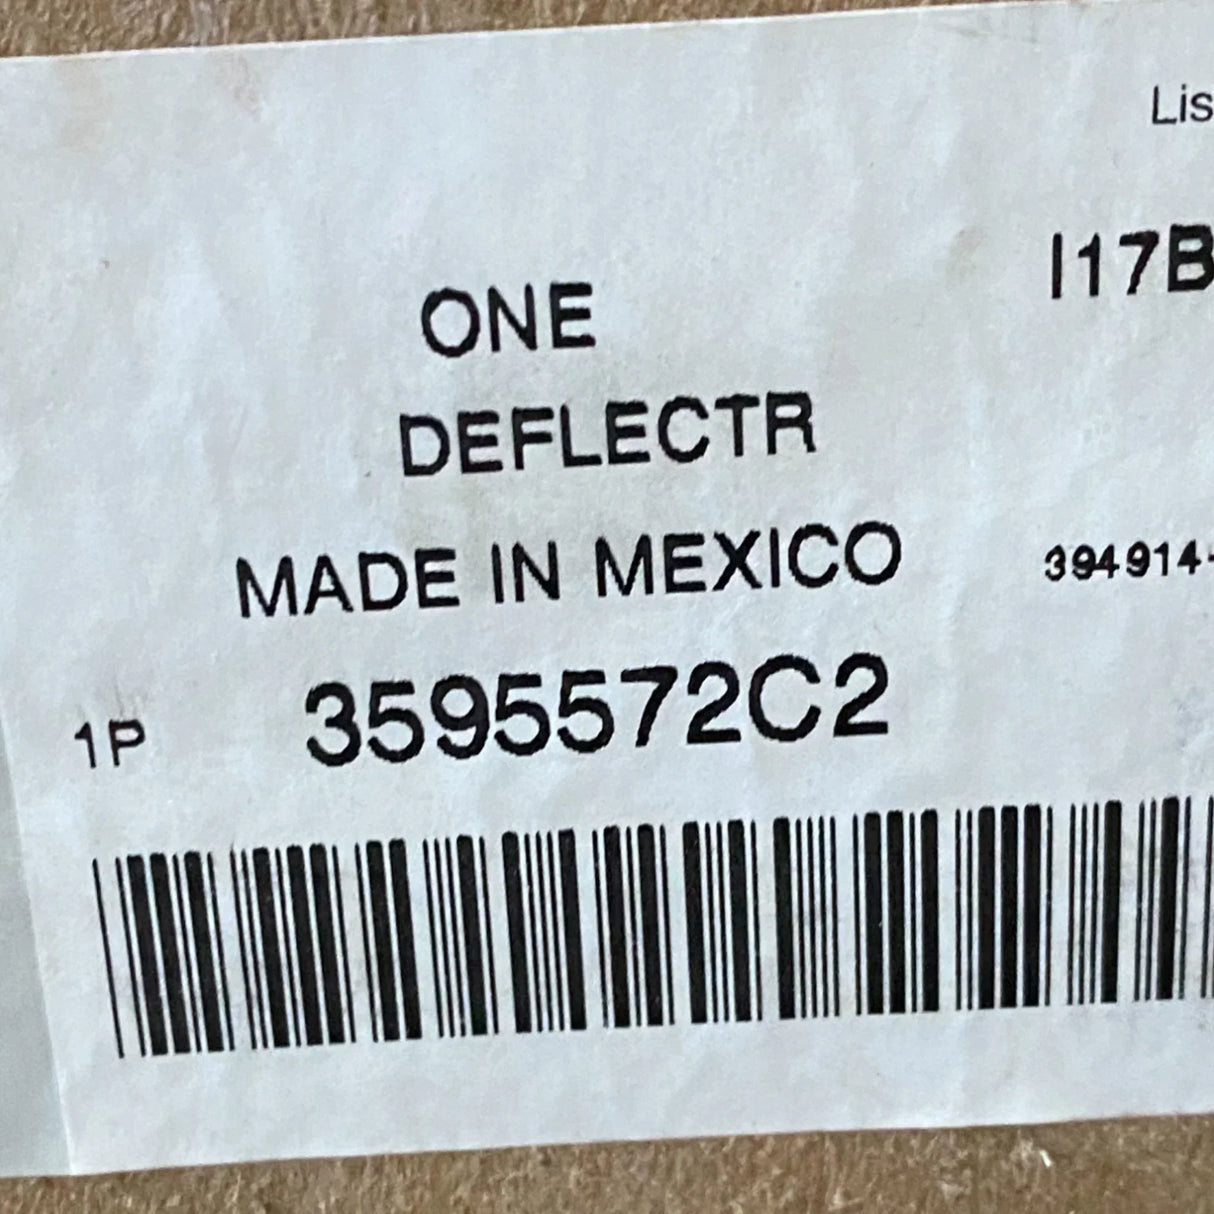 Lis
I17B
ONE
DEFLECTR
MADE IN MEXICO
394914-
1P 3595572C2